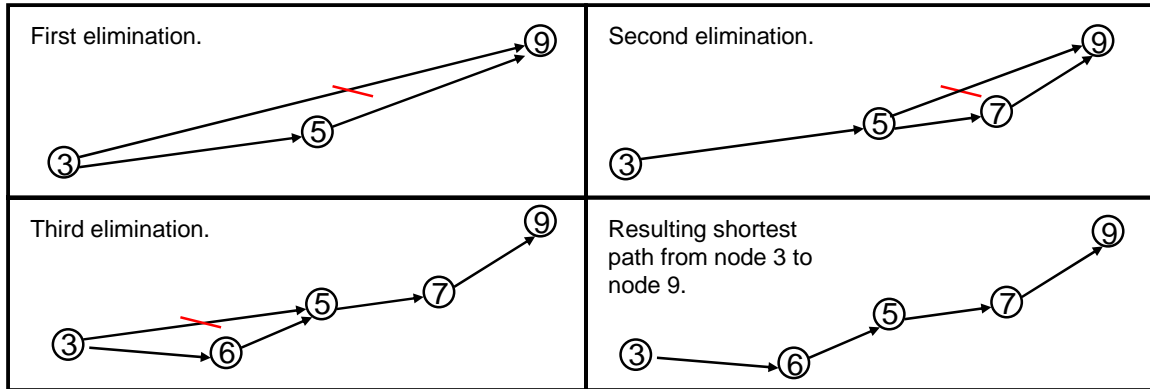 First elimination.
9
5
3
Second elimination.
9
7
5
3
Third elimination.
9
7
5
3
6
Resulting shortest
path from node 3 to
node 9.
9
7
5
3
6